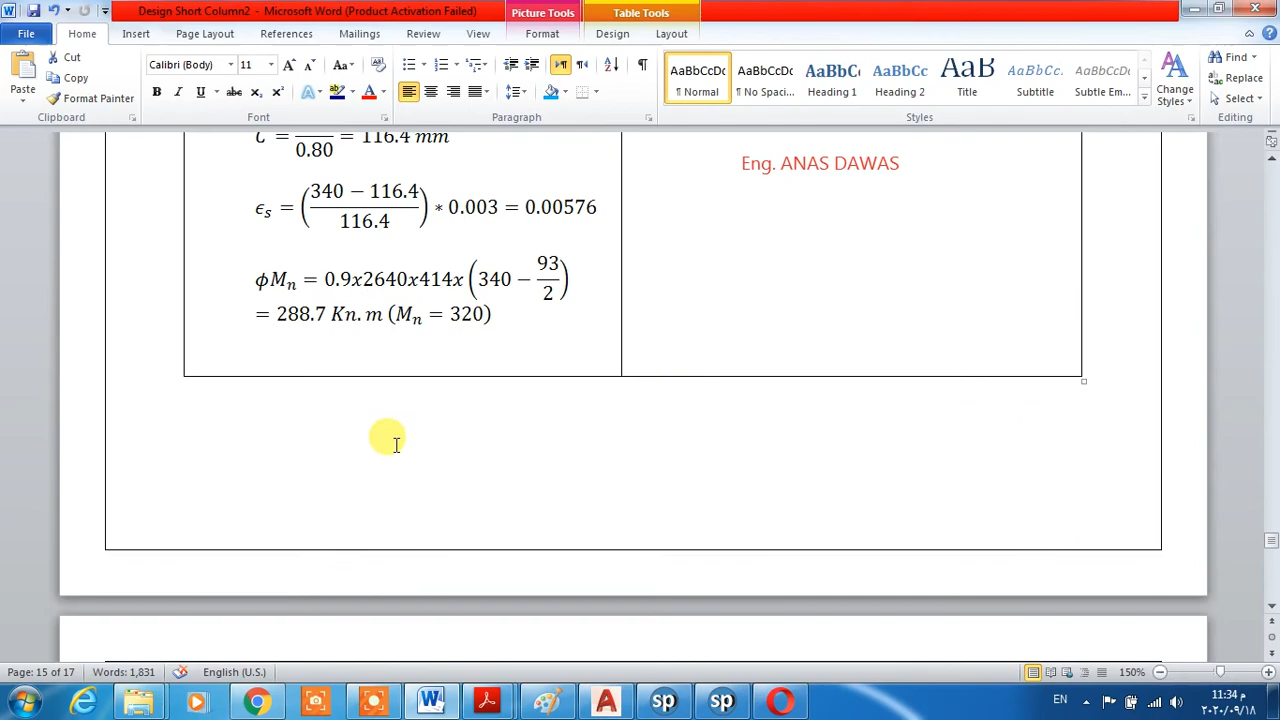 Design Short Column2 - Microsoft Word (Product Activation Failed)
Picture Tools
Table Tools
File
Home
Insert
Page Layout
References
Mailings
Review
View
Format
Design
Layout
Paste
Cut
Copy
Format Painter
Clipboard
Calibri (Body)
11
Font
Paragraph
AaBbCcDc
¶ Normal
AaBbCcDc
¶ No Spaci...
AaBbC
Heading 1
AaBbCc
Heading 2
AaB
Title
AaBbCc.
Subtitle
AaBbCcDc
Subtle Em...
Change
Styles
Styles
Find
Replace
Select
Editing
C = / 0.80 = 116.4 mm
ϵs = ((340 − 116.4) / 116.4) ∗ 0.003 = 0.00576
ϕMn = 0.9x2640x414x (340 − 93/2)
= 288.7 Kn.m (Mn = 320)
Eng. ANAS DAWAS
Page: 15 of 17
Words: 1,831
English (U.S.)
150%
EN
11:34 م
٢٠٢٠/٠٩/١٨